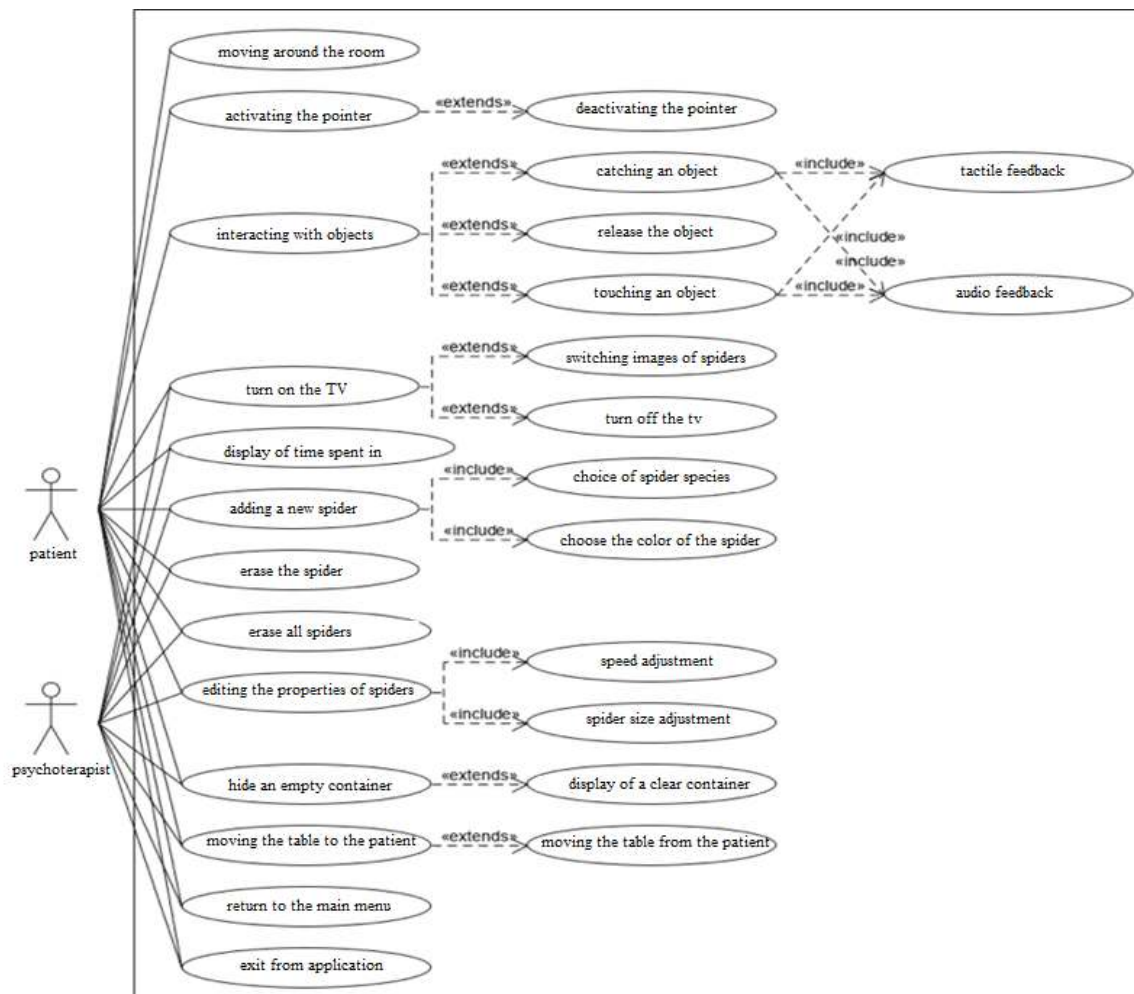 moving around the room
activating the pointer
«extends»
deactivating the pointer
«extends»
catching an object
«include»
tactile feedback
interacting with objects
«extends»
release the object
«include»
«include»
«extends»
touching an object
«include»
audio feedback
«extends»
switching images of spiders
turn on the TV
«extends»
turn off the tv
display of time spent in
«include»
choice of spider species
adding a new spider
«include»
choose the color of the spider
patient
erase the spider
erase all spiders
«include»
speed adjustment
editing the properties of spiders
«include»
spider size adjustment
psychoterapist
hide an empty container
«extends»
display of a clear container
moving the table to the patient
«extends»
moving the table from the patient
return to the main menu
exit from application